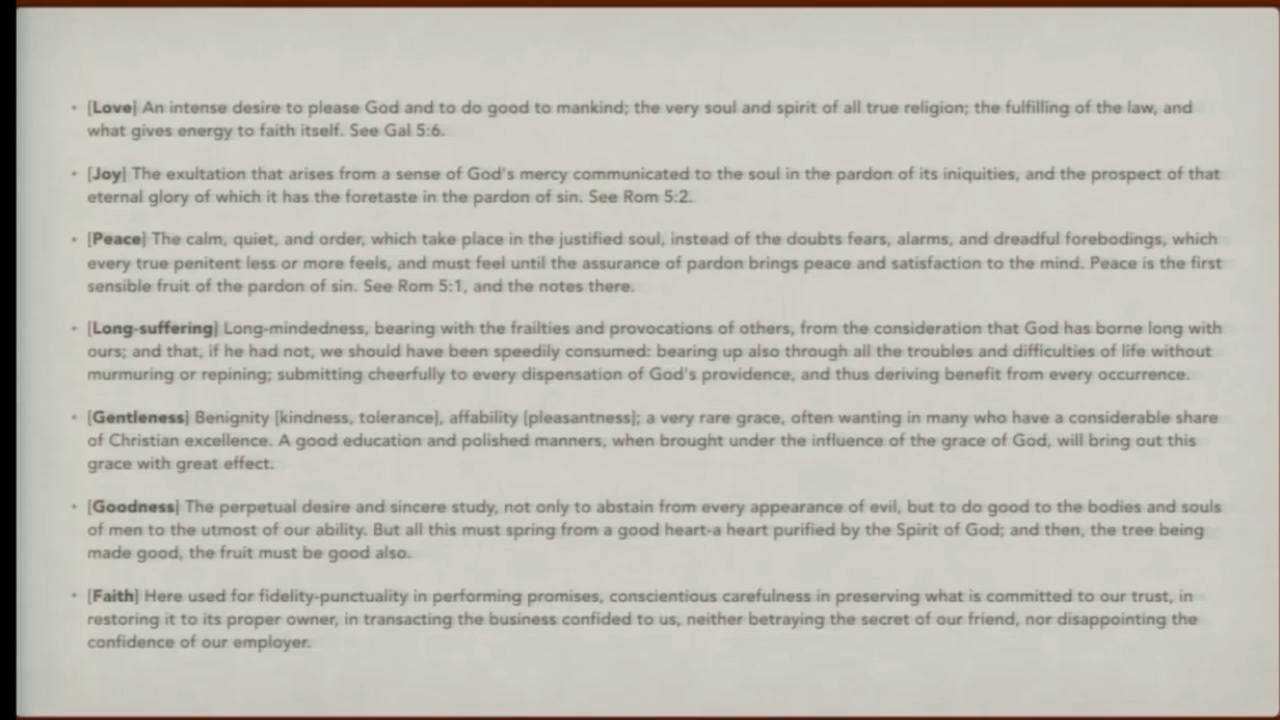 • [Love] An intense desire to please God and to do good to mankind; the very soul and spirit of all true religion; the fulfilling of the law, and
what gives energy to faith itself. See Gal 5:6.
• [Joy] The exultation that arises from a sense of God's mercy communicated to the soul in the pardon of its iniquities, and the prospect of that
eternal glory of which it has the foretaste in the pardon of sin. See Rom 5:2.
• [Peace] The calm, quiet, and order, which take place in the justified soul, instead of the doubts fears, alarms, and dreadful forebodings, which
every true penitent less or more feels, and must feel until the assurance of pardon brings peace and satisfaction to the mind. Peace is the first
sensible fruit of the pardon of sin. See Rom 5:1, and the notes there.
• [Long-suffering] Long-mindedness, bearing with the frailties and provocations of others, from the consideration that God has borne long with
ours; and that, if he had not, we should have been speedily consumed: bearing up also through all the troubles and difficulties of life without
murmuring or repining; submitting cheerfully to every dispensation of God's providence, and thus deriving benefit from every occurrence.
• [Gentleness] Benignity [kindness, tolerance], affability [pleasantness]; a very rare grace, often wanting in many who have a considerable share
of Christian excellence. A good education and polished manners, when brought under the influence of the grace of God, will bring out this
grace with great effect.
• [Goodness] The perpetual desire and sincere study, not only to abstain from every appearance of evil, but to do good to the bodies and souls
of men to the utmost of our ability. But all this must spring from a good heart-a heart purified by the Spirit of God; and then, the tree being
made good, the fruit must be good also.
• [Faith] Here used for fidelity-punctuality in performing promises, conscientious carefulness in preserving what is committed to our trust, in
restoring it to its proper owner, in transacting the business confided to us, neither betraying the secret of our friend, nor disappointing the
confidence of our employer.